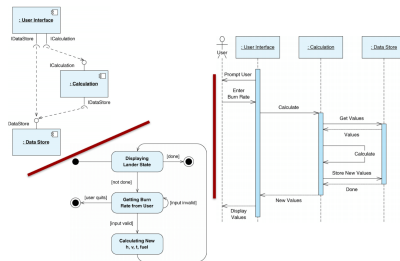 : User Interface
IDataStore
ICalculation
ICalculation
: Calculation
IDataStore
DataStore
: Data Store
Displaying
Lander State
[done]
[not done]
[user quits]
Getting Burn
Rate from User
[input invalid]
[input valid]
Calculating New
h, v, t, fuel
User
: User Interface
: Calculation
: Data Store
Prompt User
Enter
Burn Rate
Calculate
Get Values
Values
Calculate
Store New Values
Done
New Values
Display
Values